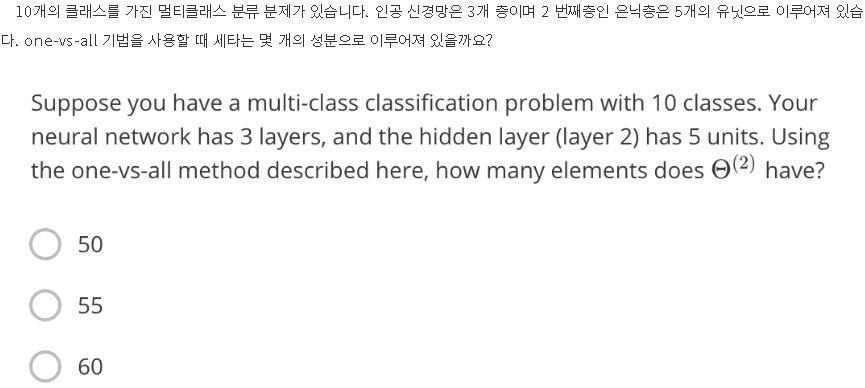 10개의 클래스를 가진 멀티클래스 분류 분제가 있습니다. 인공 신경망은 3개 층이며 2 번째층인 은닉층은 5개의 유닛으로 이루어져 있습
다. one-vs-all 기법을 사용할 때 세타는 몇 개의 성분으로 이루어져 있을까요?
Suppose you have a multi-class classification problem with 10 classes. Your
neural network has 3 layers, and the hidden layer (layer 2) has 5 units. Using
the one-vs-all method described here, how many elements does Θ⁽²⁾ have?
50
55
60